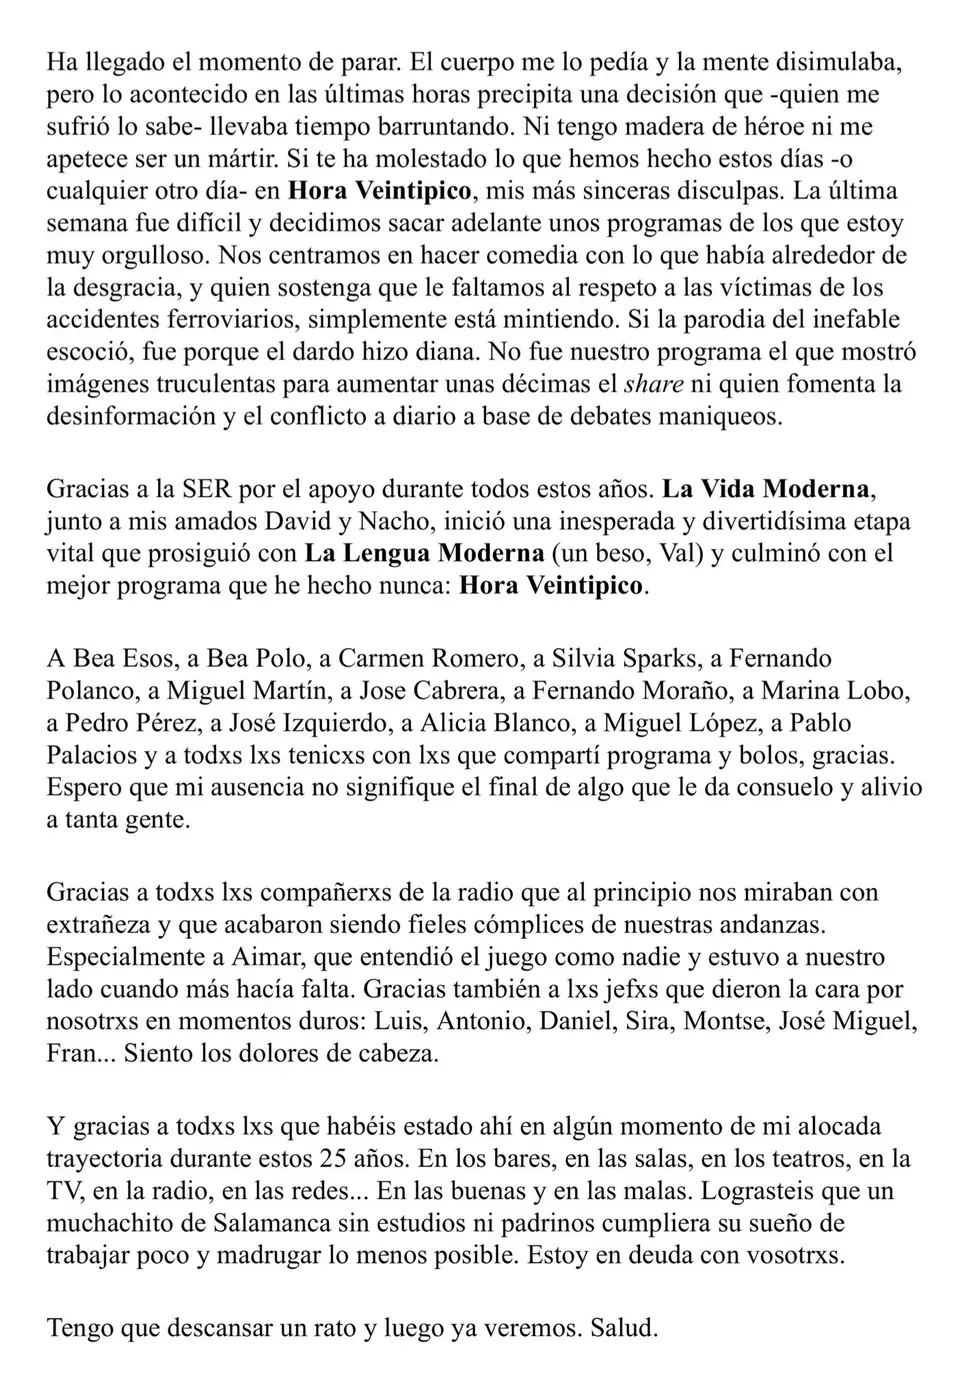 Ha llegado el momento de parar. El cuerpo me lo pedía y la mente disimulaba,
pero lo acontecido en las últimas horas precipita una decisión que -quien me
sufrió lo sabe- llevaba tiempo barruntando. Ni tengo madera de héroe ni me
apetece ser un mártir. Si te ha molestado lo que hemos hecho estos días -o
cualquier otro día- en Hora Veintipico, mis más sinceras disculpas. La última
semana fue difícil y decidimos sacar adelante unos programas de los que estoy
muy orgulloso. Nos centramos en hacer comedia con lo que había alrededor de
la desgracia, y quien sostenga que le faltamos al respeto a las víctimas de los
accidentes ferroviarios, simplemente está mintiendo. Si la parodia del inefable
escoció, fue porque el dardo hizo diana. No fue nuestro programa el que mostró
imágenes truculentas para aumentar unas décimas el share ni quien fomenta la
desinformación y el conflicto a diario a base de debates maniqueos.
Gracias a la SER por el apoyo durante todos estos años. La Vida Moderna,
junto a mis amados David y Nacho, inició una inesperada y divertidísima etapa
vital que prosiguió con La Lengua Moderna (un beso, Val) y culminó con el
mejor programa que he hecho nunca: Hora Veintipico.
A Bea Esos, a Bea Polo, a Carmen Romero, a Silvia Sparks, a Fernando
Polanco, a Miguel Martín, a Jose Cabrera, a Fernando Moraño, a Marina Lobo,
a Pedro Pérez, a José Izquierdo, a Alicia Blanco, a Miguel López, a Pablo
Palacios y a todxs lxs tenicxs con lxs que compartí programa y bolos, gracias.
Espero que mi ausencia no signifique el final de algo que le da consuelo y alivio
a tanta gente.
Gracias a todxs lxs compañerxs de la radio que al principio nos miraban con
extrañeza y que acabaron siendo fieles cómplices de nuestras andanzas.
Especialmente a Aimar, que entendió el juego como nadie y estuvo a nuestro
lado cuando más hacía falta. Gracias también a lxs jefxs que dieron la cara por
nosotrxs en momentos duros: Luis, Antonio, Daniel, Sira, Montse, José Miguel,
Fran... Siento los dolores de cabeza.
Y gracias a todxs lxs que habéis estado ahí en algún momento de mi alocada
trayectoria durante estos 25 años. En los bares, en las salas, en los teatros, en la
TV, en la radio, en las redes... En las buenas y en las malas. Lograsteis que un
muchachito de Salamanca sin estudios ni padrinos cumpliera su sueño de
trabajar poco y madrugar lo menos posible. Estoy en deuda con vosotrxs.
Tengo que descansar un rato y luego ya veremos. Salud.